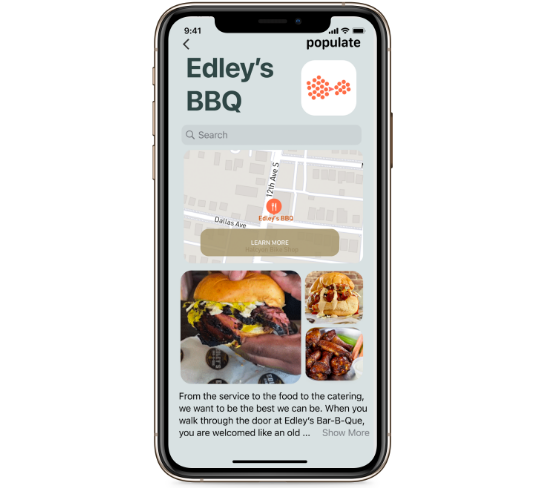 9:41
populate
Edley's
BBQ
Search
12th Ave S
Edley's BBQ
Dallas Ave
LEARN MORE
From the service to the food to the catering,
we want to be the best we can be. When you
walk through the door at Edley's Bar-B-Que,
you are welcomed like an old ... Show More